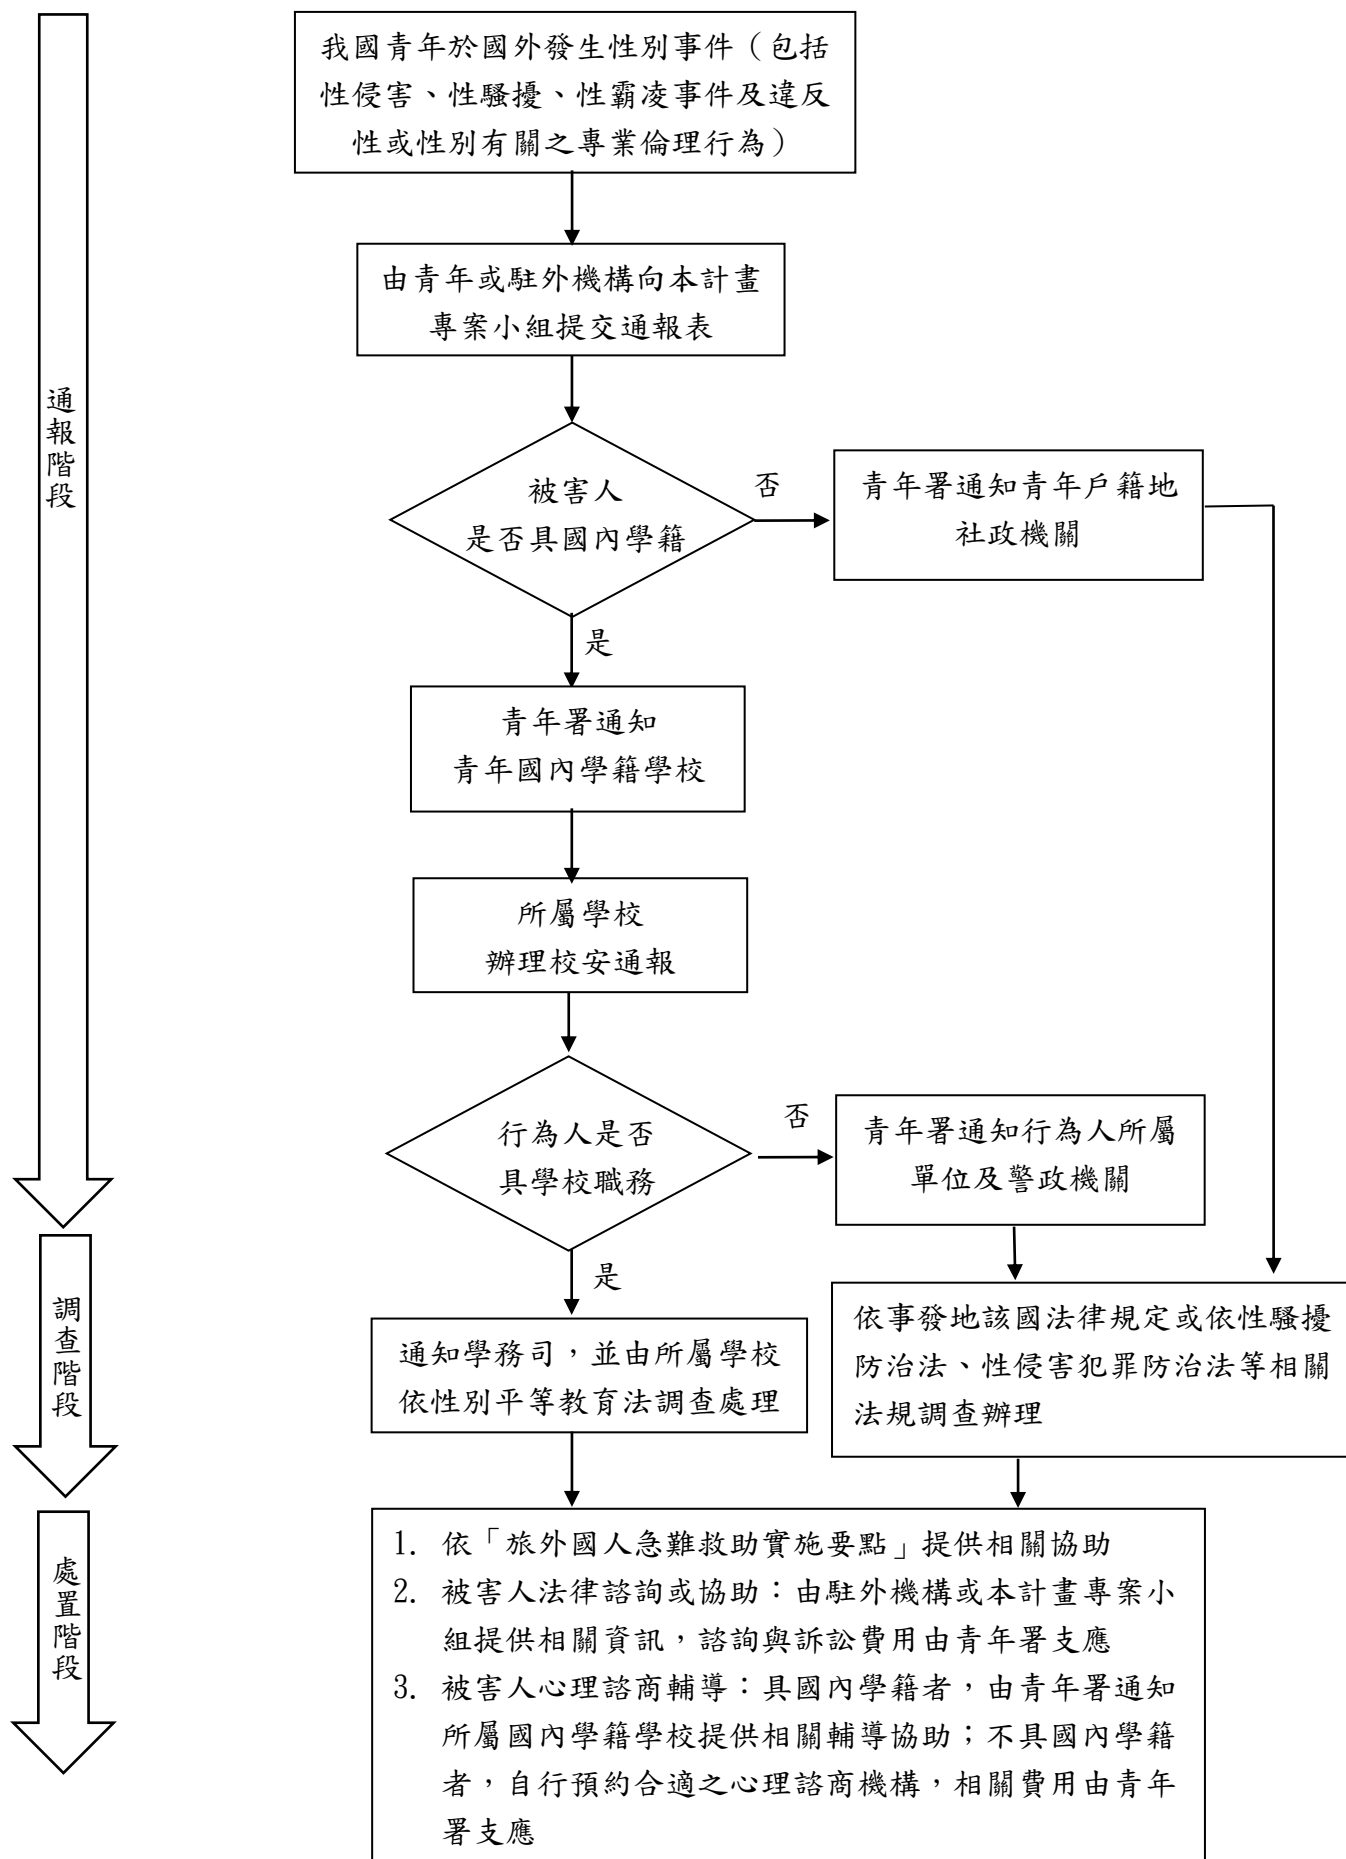 我國青年於國外發生性別事件（包括
性侵害、性騷擾、性霸凌事件及違反
性或性別有關之專業倫理行為）
由青年或駐外機構向本計畫
專案小組提交通報表
通報階段
被害人
是否具國內學籍
否
青年署通知青年戶籍地
社政機關
是
青年署通知
青年國內學籍學校
所屬學校
辦理校安通報
行為人是否
具學校職務
否
青年署通知行為人所屬
單位及警政機關
是
調查階段
通知學務司，並由所屬學校
依性別平等教育法調查處理
依事發地該國法律規定或依性騷擾
防治法、性侵害犯罪防治法等相關
法規調查辦理
處置階段
1. 依「旅外國人急難救助實施要點」提供相關協助
2. 被害人法律諮詢或協助：由駐外機構或本計畫專案小
組提供相關資訊，諮詢與訴訟費用由青年署支應
3. 被害人心理諮商輔導：具國內學籍者，由青年署通知
所屬國內學籍學校提供相關輔導協助；不具國內學籍
者，自行預約合適之心理諮商機構，相關費用由青年
署支應